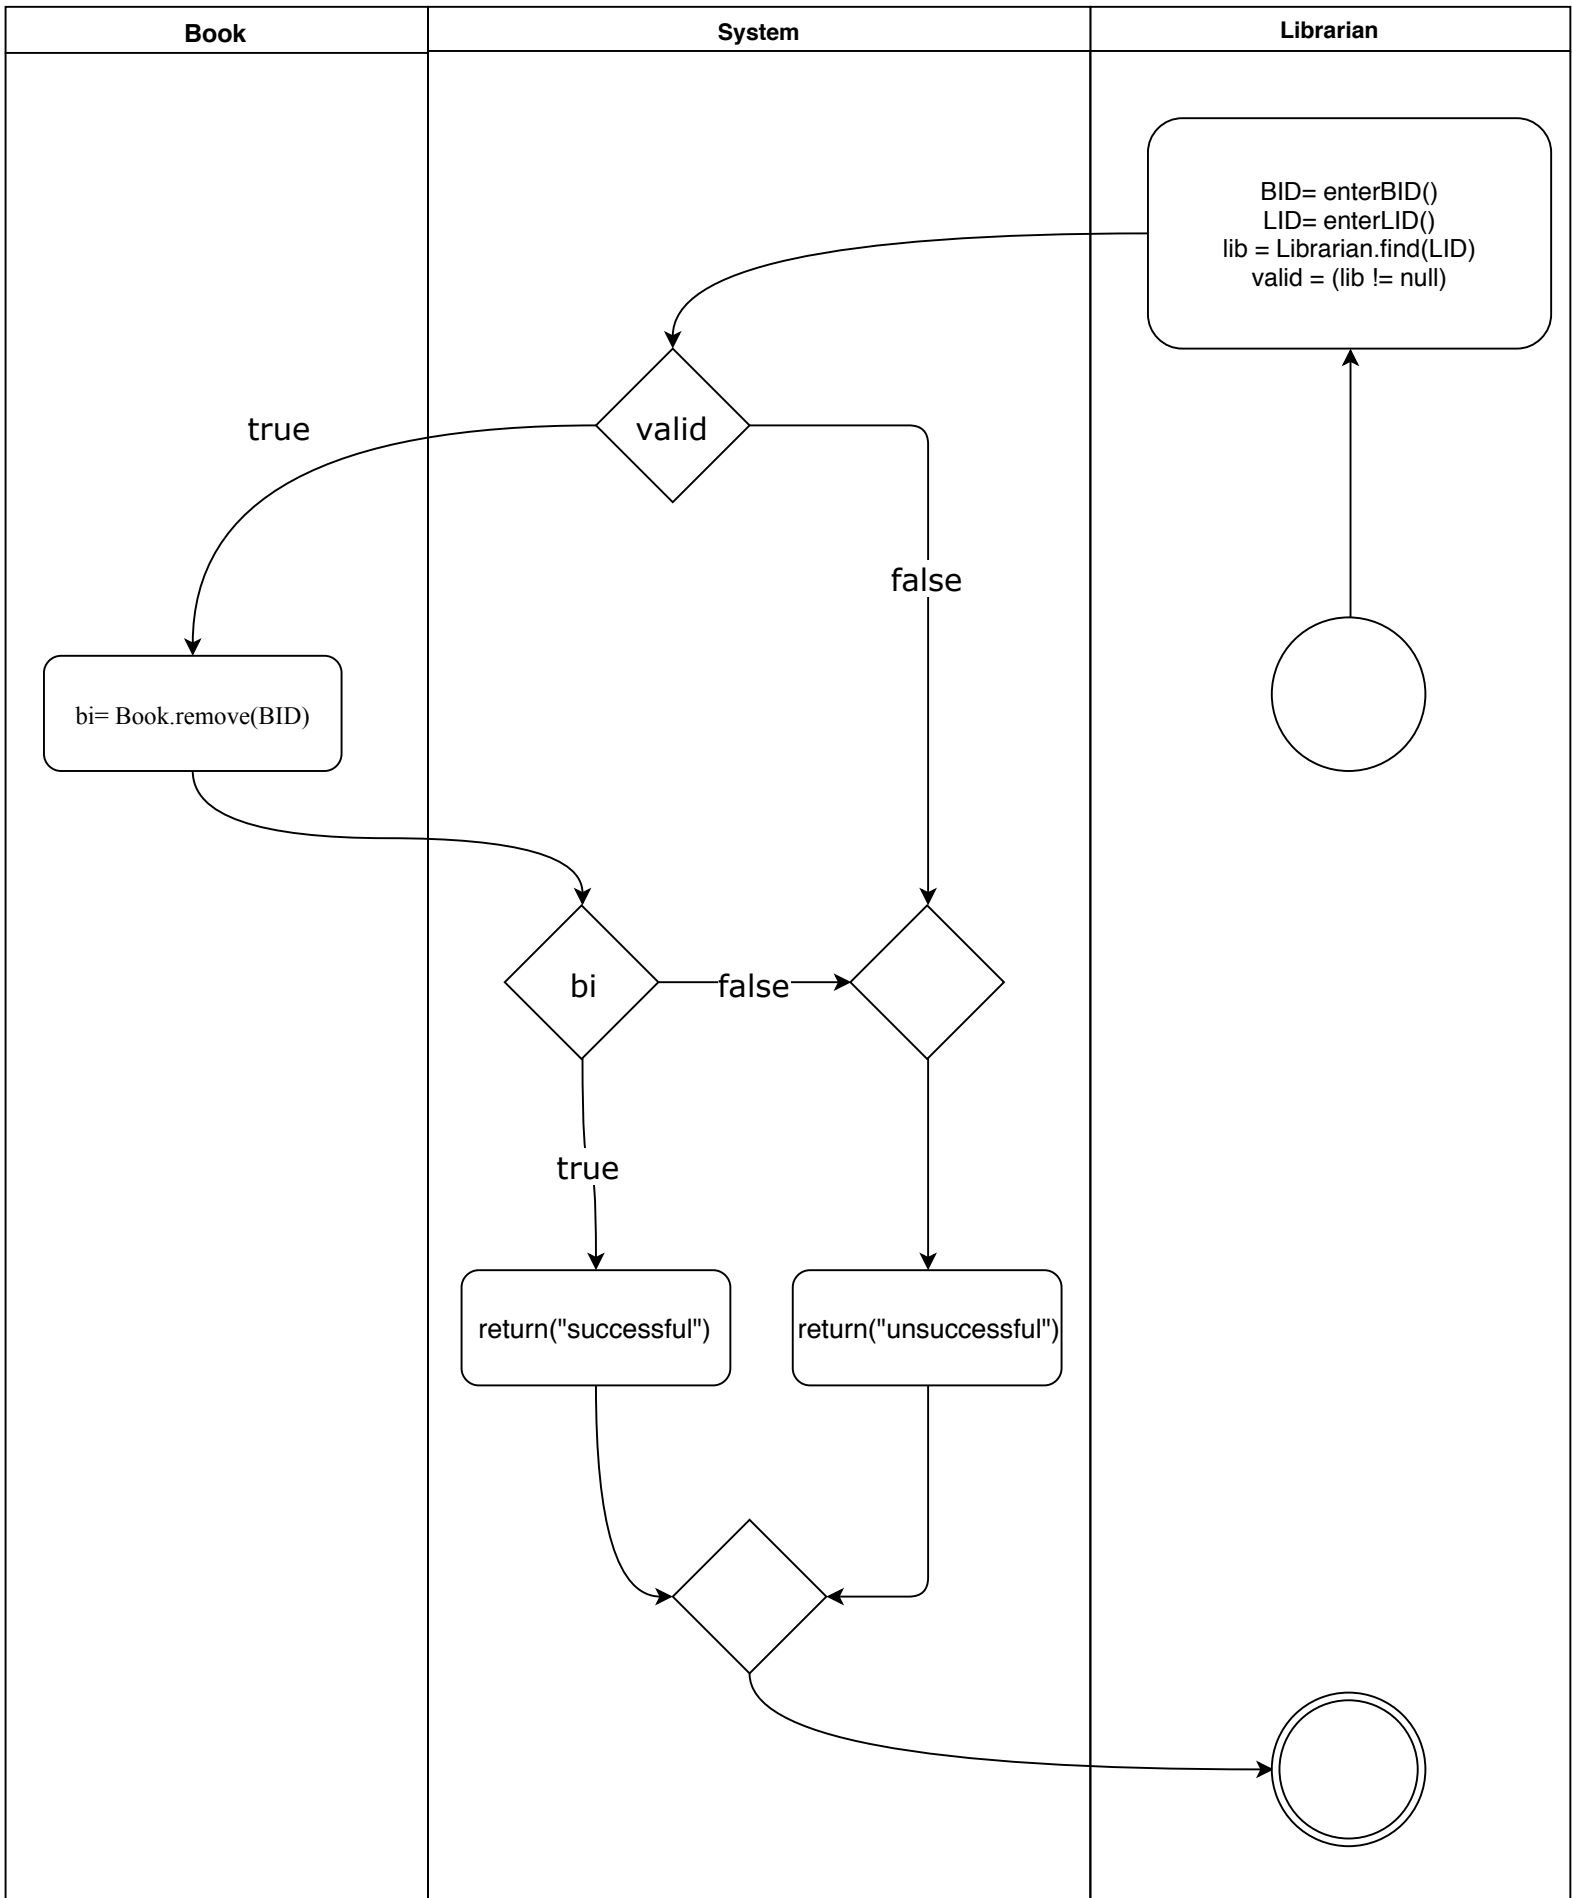 Book
System
Librarian
BID= enterBID()
LID= enterLID()
lib = Librarian.find(LID)
valid = (lib != null)
true
valid
false
bi= Book.remove(BID)
bi
false
true
return("successful")
return("unsuccessful")